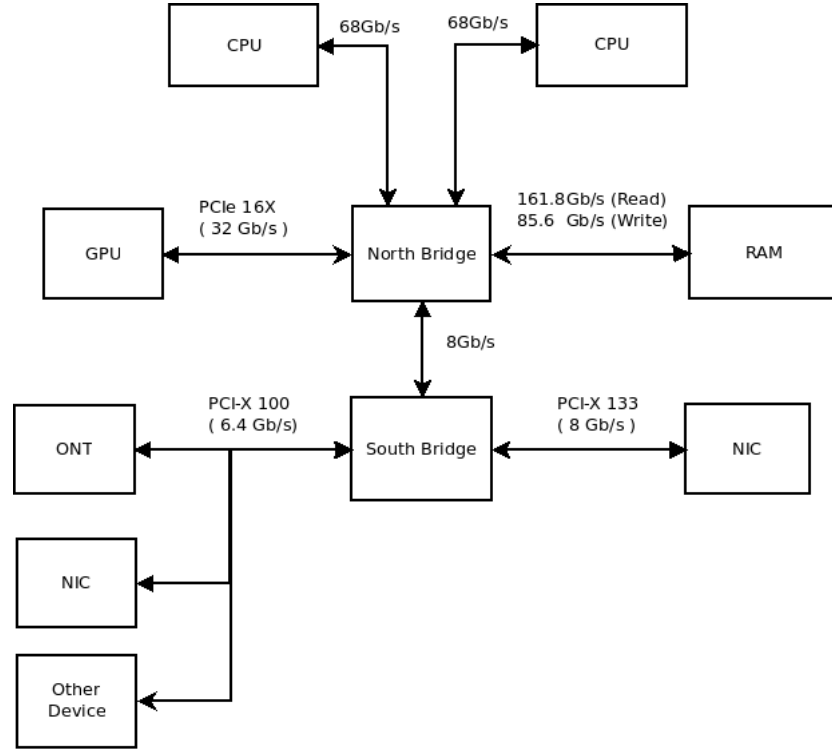 68Gb/s
68Gb/s
CPU
CPU
PCIe 16X
( 32 Gb/s )
161.8Gb/s (Read)
85.6 Gb/s (Write)
GPU
North Bridge
RAM
8Gb/s
PCI-X 100
( 6.4 Gb/s)
PCI-X 133
( 8 Gb/s )
ONT
South Bridge
NIC
NIC
Other
Device